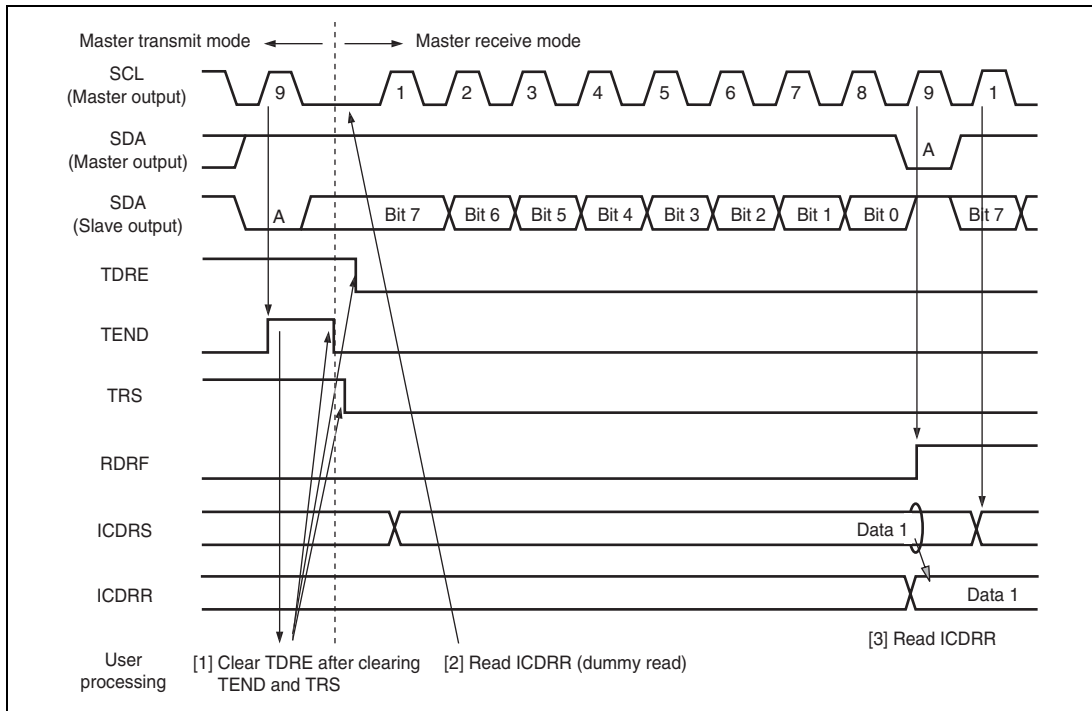 Master transmit mode
Master receive mode
SCL
(Master output)
9
1
2
3
4
5
6
7
8
9
1
SDA
(Master output)
A
SDA
(Slave output)
A
Bit 7
Bit 6
Bit 5
Bit 4
Bit 3
Bit 2
Bit 1
Bit 0
Bit 7
TDRE
TEND
TRS
RDRF
ICDRS
Data 1
ICDRR
Data 1
User
processing
[1] Clear TDRE after clearing
TEND and TRS
[2] Read ICDRR (dummy read)
[3] Read ICDRR